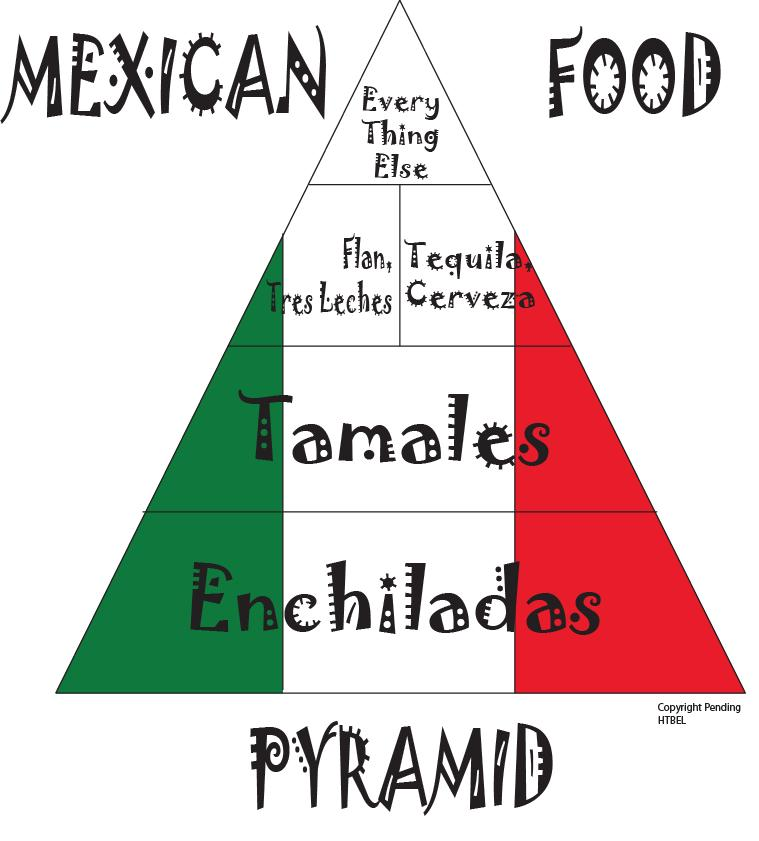 MEXICAN FOOD
Every
Thing
Else
Flan,
Tres Leches
Tequila,
Cerveza
Tamales
Enchiladas
Copyright Pending
HTBEL
PYRAMID